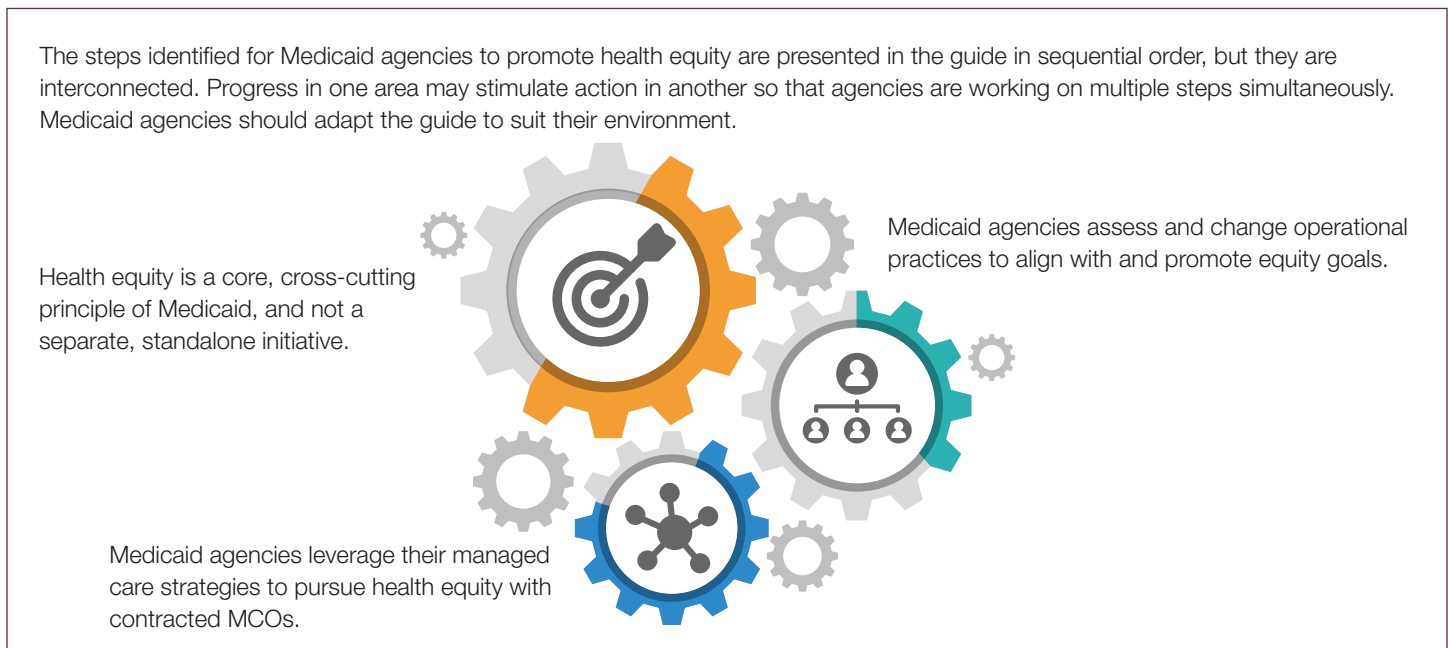 The steps identified for Medicaid agencies to promote health equity are presented in the guide in sequential order, but they are
interconnected. Progress in one area may stimulate action in another so that agencies are working on multiple steps simultaneously.
Medicaid agencies should adapt the guide to suit their environment.
Health equity is a core, cross-cutting
principle of Medicaid, and not a
separate, standalone initiative.
Medicaid agencies assess and change operational
practices to align with and promote equity goals.
Medicaid agencies leverage their managed
care strategies to pursue health equity with
contracted MCOs.